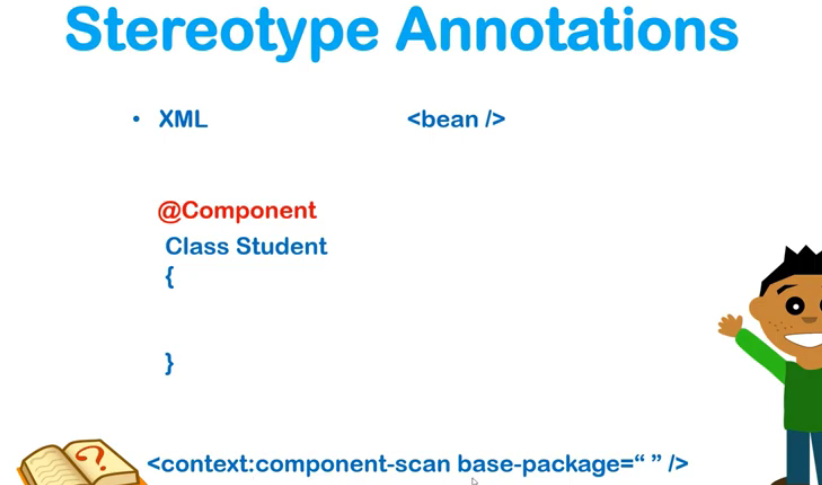 Stereotype Annotations
• XML <bean />
@Component
Class Student
{
}
?
<context:component-scan base-package=“ ” />